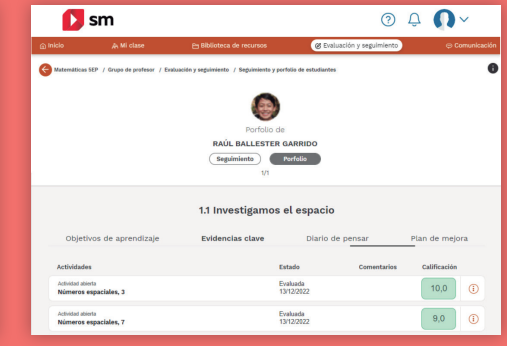 sm
Inicio Mi clase Biblioteca de recursos Evaluación y seguimiento Comunicación
Matemáticas SEP / Grupo de profesor / Evaluación y seguimiento / Seguimiento y porfolio de estudiantes
Porfolio de
RAÚL BALLESTER GARRIDO
Seguimiento Porfolio
1/1
1.1 Investigamos el espacio
Objetivos de aprendizaje Evidencias clave Diario de pensar Plan de mejora
Actividades Estado Comentarios Calificación
Actividad abierta Evaluada
Números espaciales, 3 13/12/2022 10,0
Actividad abierta Evaluada
Números espaciales, 7 13/12/2022 9,0